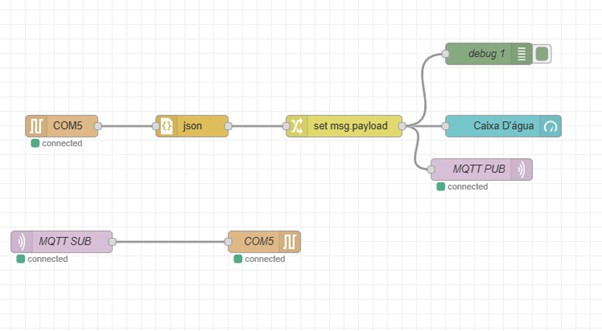 debug 1
COM5
json
set msg.payload
Caixa D'água
connected
MQTT PUB
connected
MQTT SUB
COM5
connected
connected